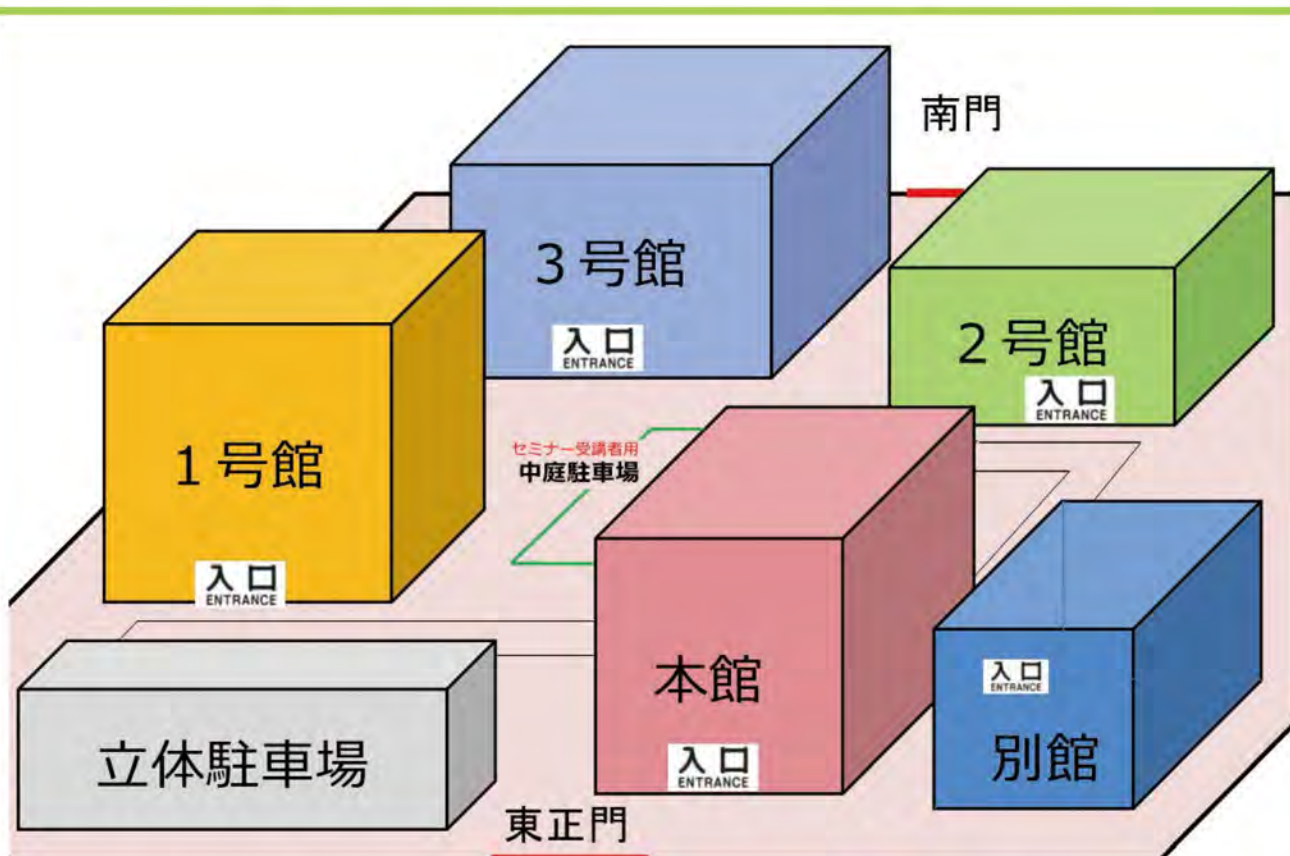 南門
3号館
入口
ENTRANCE
2号館
入口
ENTRANCE
1号館
入口
ENTRANCE
セミナー受講者用
中庭駐車場
本館
入口
ENTRANCE
入口
ENTRANCE
別館
立体駐車場
東正門